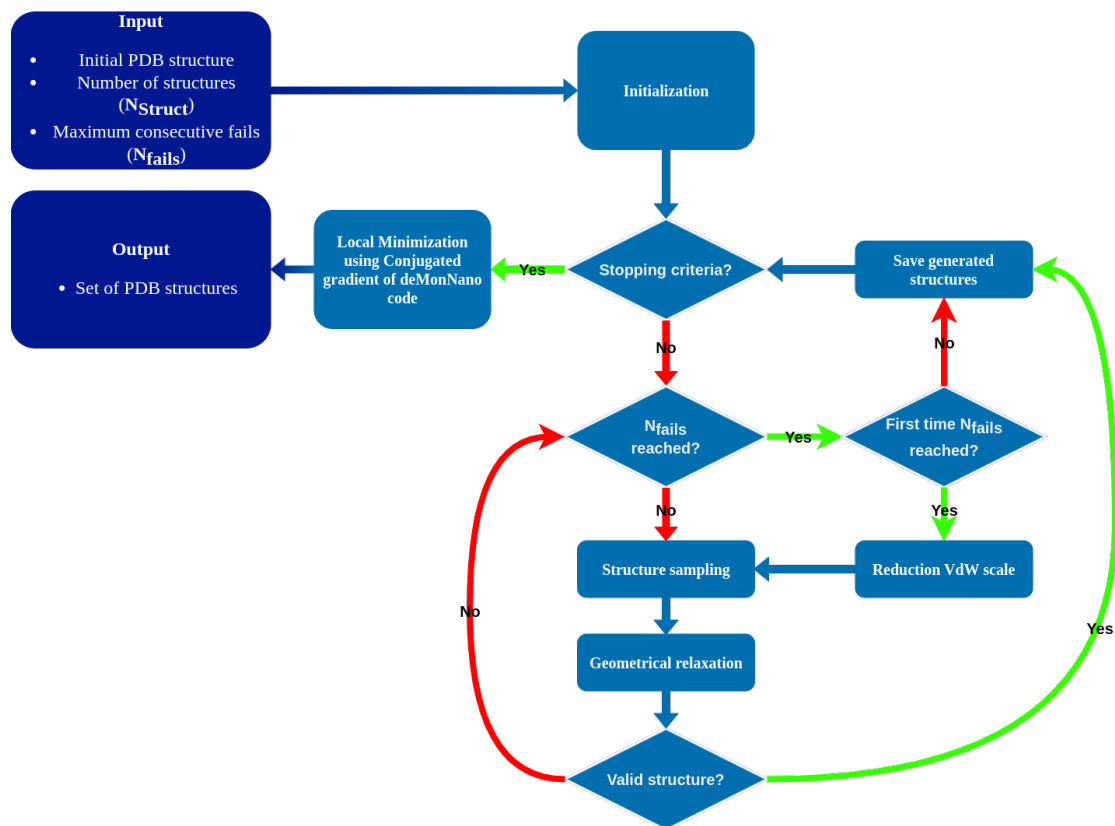 Input
• Initial PDB structure
• Number of structures
(NStruct)
• Maximum consecutive fails
(Nfails)
Initialization
Output
• Set of PDB structures
Local Minimization
using Conjugated
gradient of deMonNano
code
Yes
Stopping criteria?
Save generated
structures
No
No
Nfails
reached?
Yes
First time Nfails
reached?
No
Yes
Structure sampling
Reduction VdW scale
No
Geometrical relaxation
Yes
Valid structure?